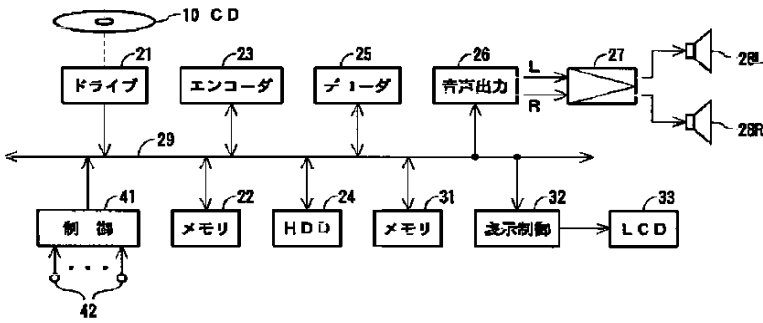 10 CD
21
23
25
26
27
28L
ドライブ
エンコーダ
デコーダ
音声出力
L
R
28R
29
41
22
24
31
32
33
制 御
メモリ
HDD
メモリ
表示制御
LCD
42